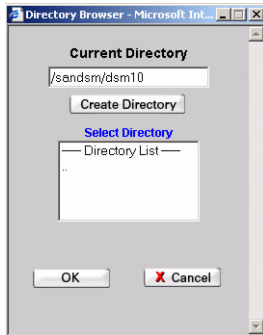 Directory Browser - Microsoft Int...
Current Directory
/sandsm/dsm10
Create Directory
Select Directory
---- Directory List ----
..
OK
X Cancel